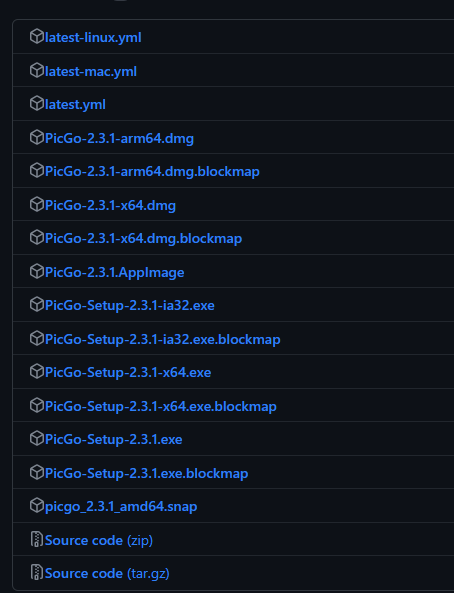 latest-linux.yml
latest-mac.yml
latest.yml
PicGo-2.3.1-arm64.dmg
PicGo-2.3.1-arm64.dmg.blockmap
PicGo-2.3.1-x64.dmg
PicGo-2.3.1-x64.dmg.blockmap
PicGo-2.3.1.AppImage
PicGo-Setup-2.3.1-ia32.exe
PicGo-Setup-2.3.1-ia32.exe.blockmap
PicGo-Setup-2.3.1-x64.exe
PicGo-Setup-2.3.1-x64.exe.blockmap
PicGo-Setup-2.3.1.exe
PicGo-Setup-2.3.1.exe.blockmap
picgo_2.3.1_amd64.snap
Source code (zip)
Source code (tar.gz)